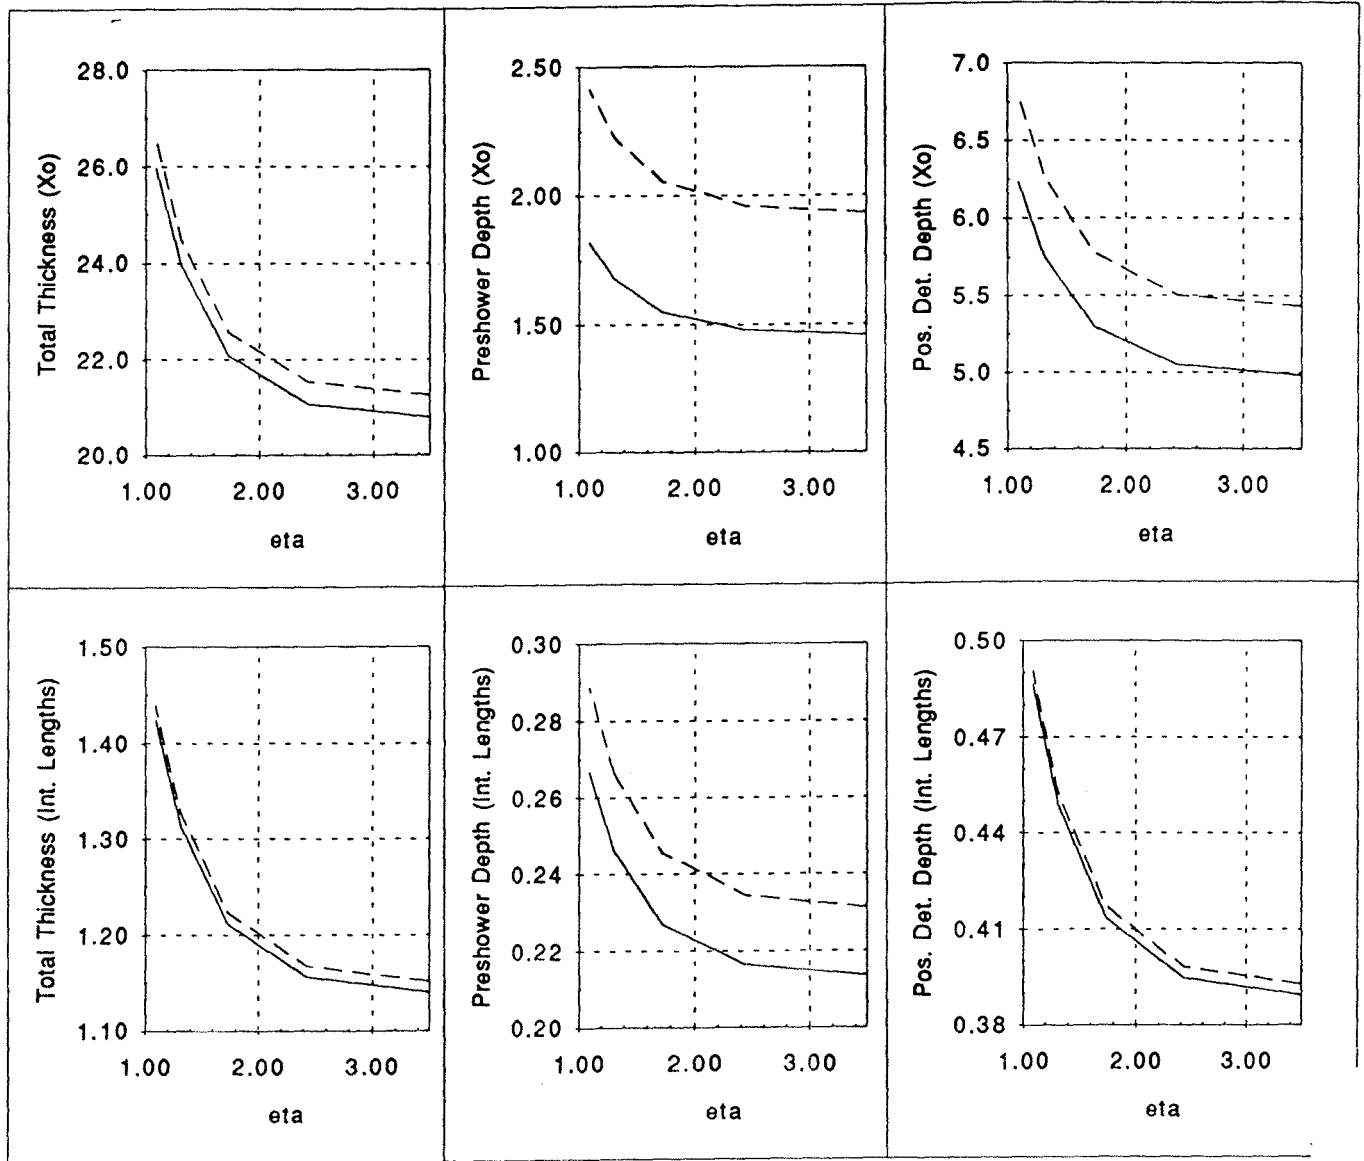 Total Thickness (Xo)
28.0
26.0
24.0
22.0
20.0
1.00 2.00 3.00
eta
Preshower Depth (Xo)
2.50
2.00
1.50
1.00
1.00 2.00 3.00
eta
Pos. Det. Depth (Xo)
7.0
6.5
6.0
5.5
5.0
4.5
1.00 2.00 3.00
eta
Total Thickness (Int. Lengths)
1.50
1.40
1.30
1.20
1.10
1.00 2.00 3.00
eta
Preshower Depth (Int. Lengths)
0.30
0.28
0.26
0.24
0.22
0.20
1.00 2.00 3.00
eta
Pos. Det. Depth (Int. Lengths)
0.50
0.47
0.44
0.41
0.38
1.00 2.00 3.00
eta